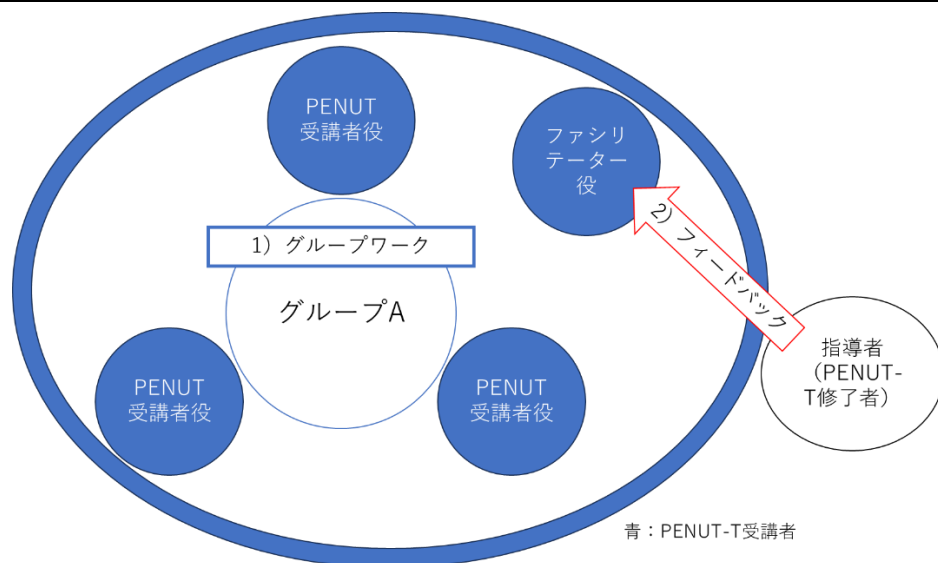 PENUT
受講者役
ファシリ
テーター
役
1）グループワーク
2）フィードバック
グループA
指導者
（PENUT-
T修了者）
PENUT
受講者役
PENUT
受講者役
青：PENUT-T受講者